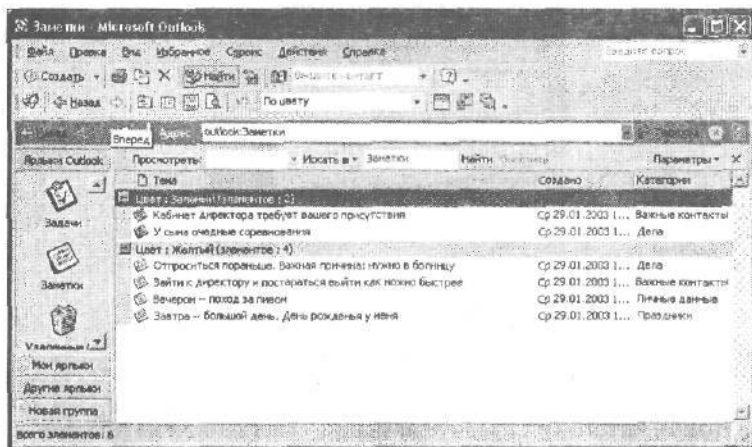 Заметки - Microsoft Outlook
Файл Правка Вид Избранное Сервис Действия Справка Введите вопрос
Создать Найти
Назад По цвету
Вперед Адрес outlook:Заметки
Ярлыки Outlook Просмотреть: Искать в Заметки Найти Очистить Параметры
Тема Создано Категории
Цвет : Зеленый (элементов : 2)
Кабинет директора требует вашего присутствия Ср 29.01.2003 1... Важные контакты
У сына очедные соревнования Ср 29.01.2003 1... Дела
Задачи
Цвет : Желтый (элементов : 4)
Отпроситься пораньше. Важная причина: нужно в больницу Ср 29.01.2003 1... Дела
Зайти к директору и постараться выйти как можно быстрее Ср 29.01.2003 1... Важные контакты
Заметки
Вечерон -- поход за пивом Ср 29.01.2003 1... Личные данные
Завтра -- большой день. День рожденья у меня Ср 29.01.2003 1... Праздники
Мои ярлыки
Другие ярлыки
Новая группа
Всего элементов: 6